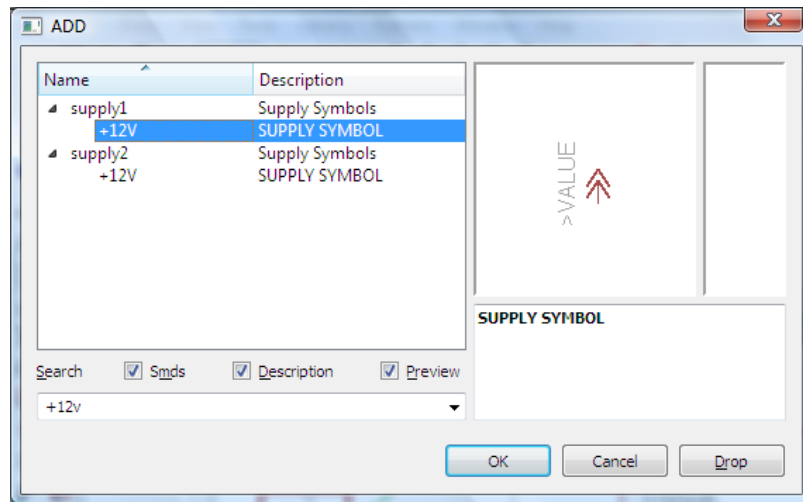 ADD
Name Description
supply1 Supply Symbols
+12V SUPPLY SYMBOL
supply2 Supply Symbols
+12V SUPPLY SYMBOL
>VALUE
SUPPLY SYMBOL
Search Smds Description Preview
+12v
OK Cancel Drop